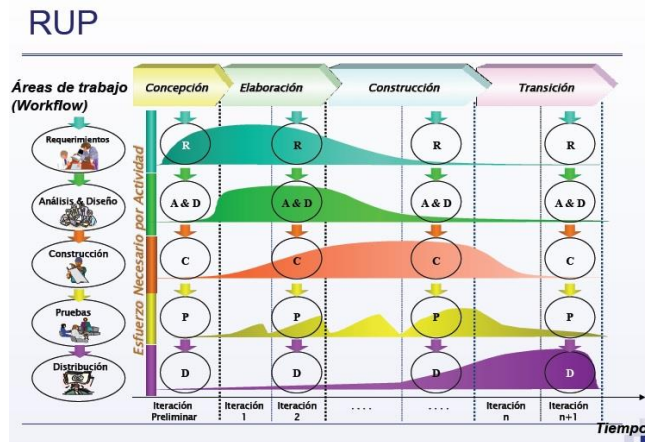 RUP
Áreas de trabajo
(Workflow)
Concepción
Elaboración
Construcción
Transición
Esfuerzo Necesario por Actividad
Requerimientos
R
R
R
R
Análisis & Diseño
A & D
A & D
A & D
A & D
Construcción
C
C
C
C
Pruebas
P
P
P
P
Distribución
D
D
D
D
Iteración
Preliminar
Iteración
1
Iteración
2
. . . .
. . . .
Iteración
n
Iteración
n+1
Tiempo